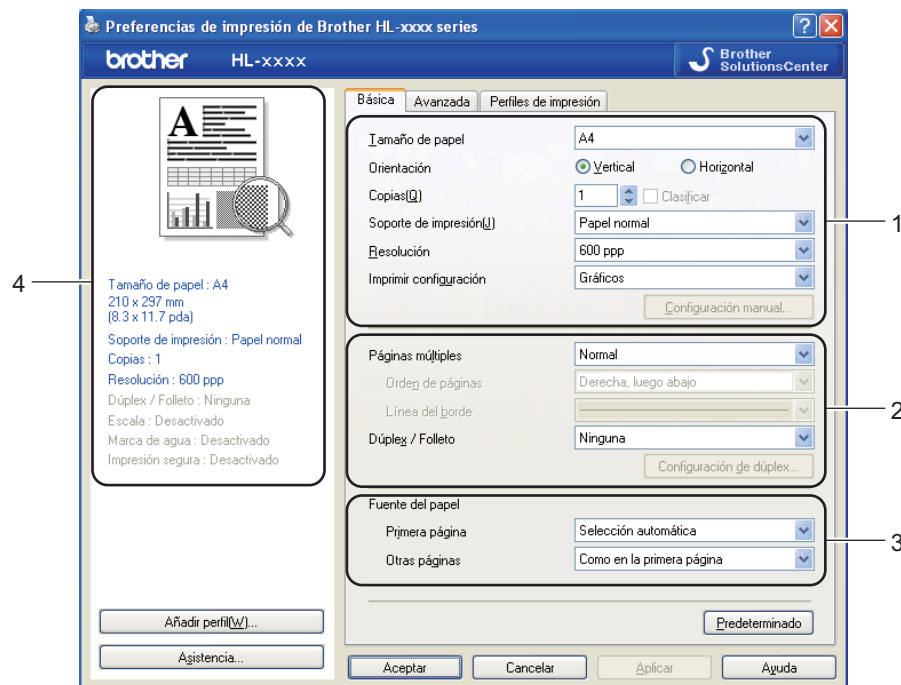 Preferencias de impresión de Brother HL-xxxx series
brother HL-xxxx
Brother
SolutionsCenter
Básica Avanzada Perfiles de impresión
A
Tamaño de papel A4
Orientación Vertical Horizontal
Copias(Q) 1 Clasificar
Soporte de impresión(J) Papel normal
Resolución 600 ppp
Imprimir configuración Gráficos
Configuración manual...
1
4
Tamaño de papel : A4
210 x 297 mm
(8.3 x 11.7 pda)
Soporte de impresión : Papel normal
Copias : 1
Resolución : 600 ppp
Dúplex / Folleto : Ninguna
Escala : Desactivado
Marca de agua : Desactivado
Impresión segura : Desactivado
Páginas múltiples Normal
Orden de páginas Derecha, luego abajo
Línea del borde
Dúplex / Folleto Ninguna
Configuración de dúplex...
2
Fuente del papel
Primera página Selección automática
Otras páginas Como en la primera página
3
Añadir perfil(W)...
Asistencia...
Predeterminado
Aceptar Cancelar Aplicar Ayuda